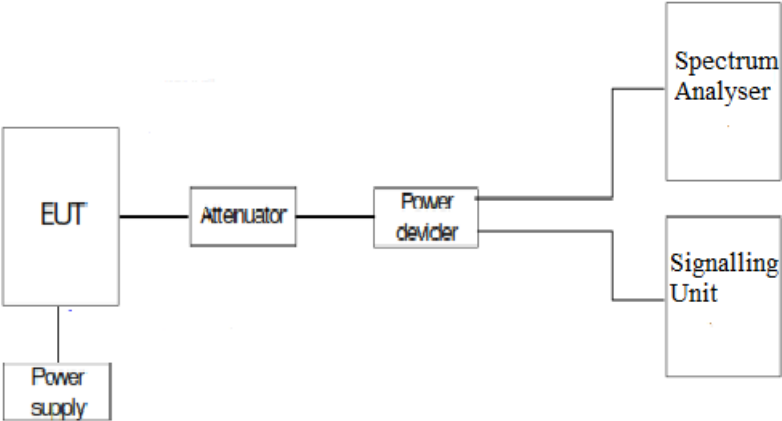 Spectrum
Analyser
EUT
Attenuator
Power
devider
Signalling
Unit
Power
supply